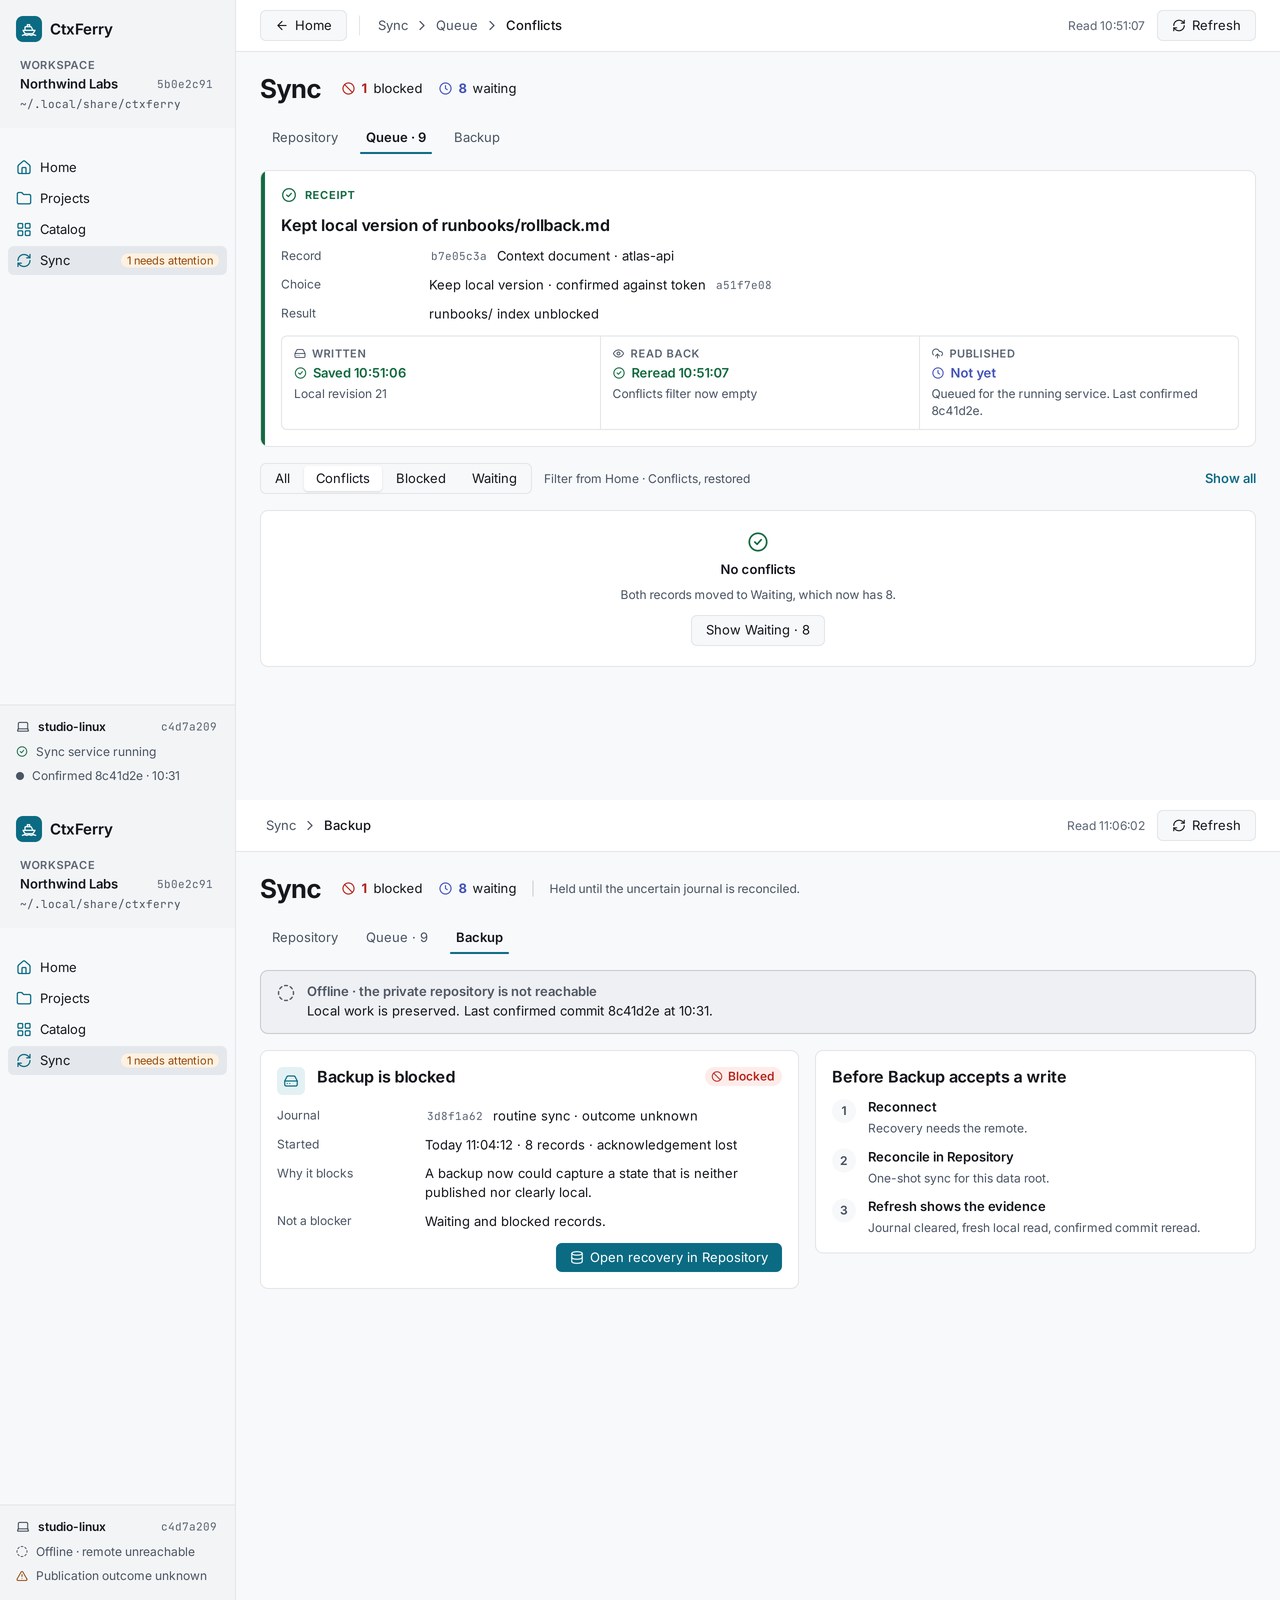 CtxFerry
WORKSPACE
Northwind Labs 5b0e2c91
~/.local/share/ctxferry
Home
Projects
Catalog
Sync 1 needs attention
studio-linux c4d7a209
Sync service running
Confirmed 8c41d2e · 10:31
Home Sync Queue Conflicts Read 10:51:07 Refresh
Sync 1 blocked 8 waiting
Repository Queue · 9 Backup
RECEIPT
Kept local version of runbooks/rollback.md
Record b7e05c3a Context document · atlas-api
Choice Keep local version · confirmed against token a51f7e08
Result runbooks/ index unblocked
WRITTEN
Saved 10:51:06
Local revision 21
READ BACK
Reread 10:51:07
Conflicts filter now empty
PUBLISHED
Not yet
Queued for the running service. Last confirmed
8c41d2e.
All Conflicts Blocked Waiting Filter from Home · Conflicts, restored Show all
No conflicts
Both records moved to Waiting, which now has 8.
Show Waiting · 8
CtxFerry
WORKSPACE
Northwind Labs 5b0e2c91
~/.local/share/ctxferry
Home
Projects
Catalog
Sync 1 needs attention
studio-linux c4d7a209
Offline · remote unreachable
Publication outcome unknown
Sync Backup Read 11:06:02 Refresh
Sync 1 blocked 8 waiting Held until the uncertain journal is reconciled.
Repository Queue · 9 Backup
Offline · the private repository is not reachable
Local work is preserved. Last confirmed commit 8c41d2e at 10:31.
Backup is blocked Blocked
Journal 3d8f1a62 routine sync · outcome unknown
Started Today 11:04:12 · 8 records · acknowledgement lost
Why it blocks A backup now could capture a state that is neither
published nor clearly local.
Not a blocker Waiting and blocked records.
Open recovery in Repository
Before Backup accepts a write
1 Reconnect
Recovery needs the remote.
2 Reconcile in Repository
One-shot sync for this data root.
3 Refresh shows the evidence
Journal cleared, fresh local read, confirmed commit reread.